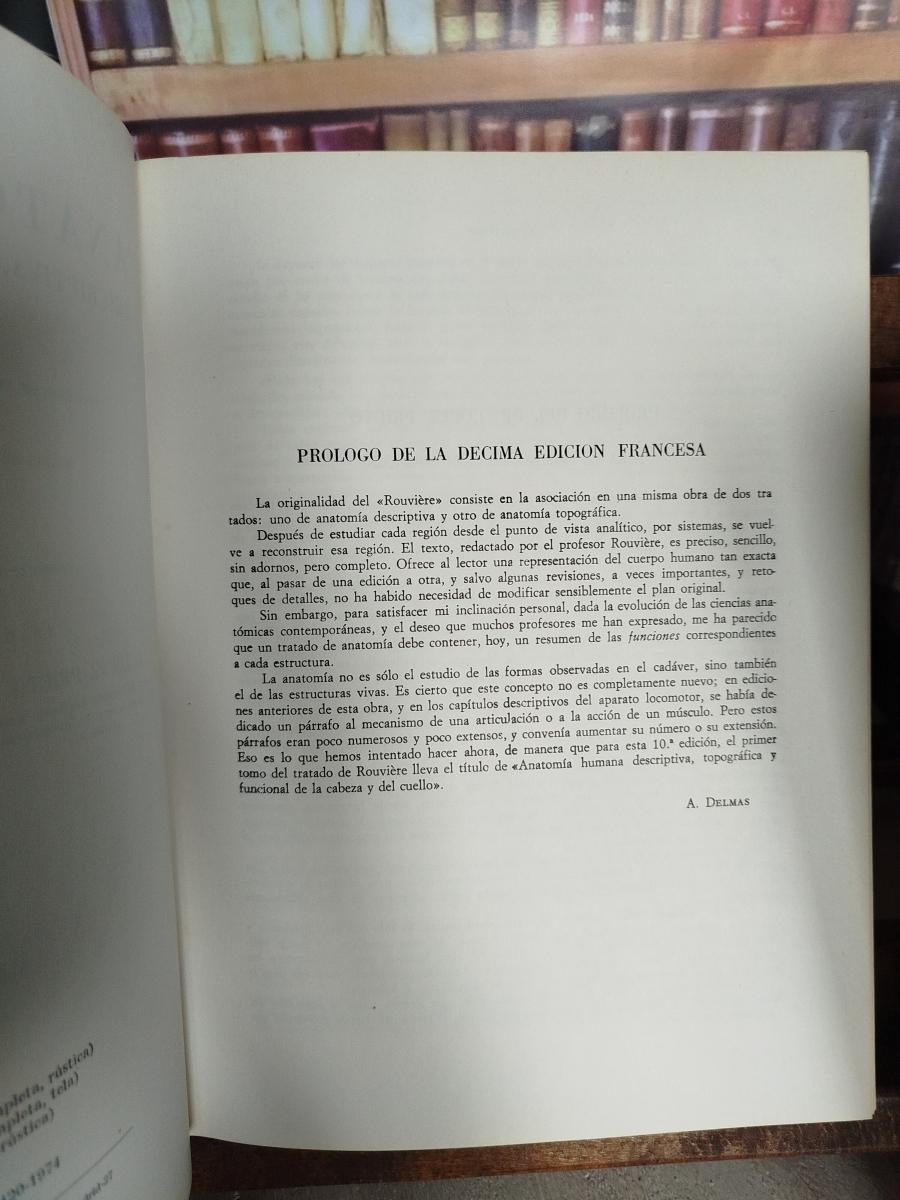 PROLOGO DE LA DECIMA EDICION FRANCESA
La originalidad del «Rouvière» consiste en la asociación en una misma obra de dos tra
tados: uno de anatomía descriptiva y otro de anatomía topográfica.
Después de estudiar cada región desde el punto de vista analítico, por sistemas, se vuel-
ve a reconstruir esa región. El texto, redactado por el profesor Rouvière, es preciso, sencillo,
sin adornos, pero completo. Ofrece al lector una representación del cuerpo humano tan exacta
que, al pasar de una edición a otra, y salvo algunas revisiones, a veces importantes, y reto-
ques de detalles, no ha habido necesidad de modificar sensiblemente el plan original.
Sin embargo, para satisfacer mi inclinación personal, dada la evolución de las ciencias ana-
tómicas contemporáneas, y el deseo que muchos profesores me han expresado, me ha parecido
que un tratado de anatomía debe contener, hoy, un resumen de las funciones correspondientes
a cada estructura.
La anatomía no es sólo el estudio de las formas observadas en el cadáver, sino también
el de las estructuras vivas. Es cierto que este concepto no es completamente nuevo; en edicio-
nes anteriores de esta obra, y en los capítulos descriptivos del aparato locomotor, se había de-
dicado un párrafo al mecanismo de una articulación o a la acción de un músculo. Pero estos
párrafos eran poco numerosos y poco extensos, y convenía aumentar su número o su extensión.
Eso es lo que hemos intentado hacer ahora, de manera que para esta 10.ª edición, el primer
tomo del tratado de Rouvière lleva el título de «Anatomía humana descriptiva, topográfica y
funcional de la cabeza y del cuello».
A. DELMAS
rústica)
tela)
rústica)
1974